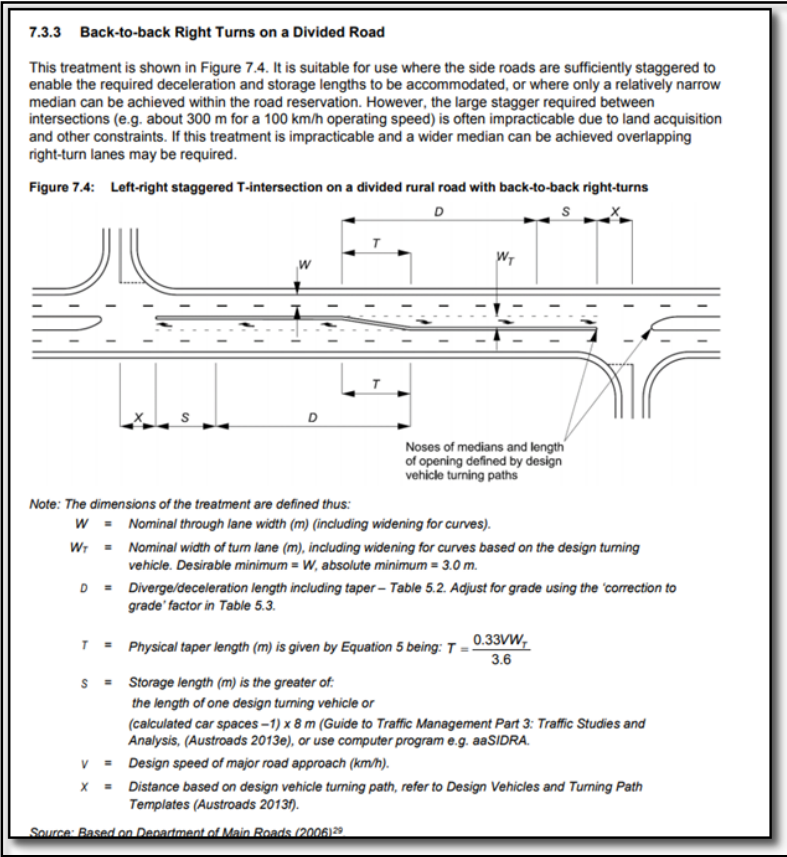 7.3.3 Back-to-back Right Turns on a Divided Road
This treatment is shown in Figure 7.4. It is suitable for use where the side roads are sufficiently staggered to
enable the required deceleration and storage lengths to be accommodated, or where only a relatively narrow
median can be achieved within the road reservation. However, the large stagger required between
intersections (e.g. about 300 m for a 100 km/h operating speed) is often impracticable due to land acquisition
and other constraints. If this treatment is impracticable and a wider median can be achieved overlapping
right-turn lanes may be required.
Figure 7.4: Left-right staggered T-intersection on a divided rural road with back-to-back right-turns
D S X
T
W
WT
T
X S D
Noses of medians and length
of opening defined by design
vehicle turning paths
Note: The dimensions of the treatment are defined thus:
W = Nominal through lane width (m) (including widening for curves).
WT = Nominal width of turn lane (m), including widening for curves based on the design turning
vehicle. Desirable minimum = W, absolute minimum = 3.0 m.
D = Diverge/deceleration length including taper – Table 5.2. Adjust for grade using the 'correction to
grade' factor in Table 5.3.
T = Physical taper length (m) is given by Equation 5 being: T = 0.33VWT
3.6
S = Storage length (m) is the greater of:
the length of one design turning vehicle or
(calculated car spaces –1) x 8 m (Guide to Traffic Management Part 3: Traffic Studies and
Analysis, (Austroads 2013e), or use computer program e.g. aaSIDRA.
V = Design speed of major road approach (km/h).
X = Distance based on design vehicle turning path, refer to Design Vehicles and Turning Path
Templates (Austroads 2013f).
Source: Based on Department of Main Roads (2006)29.